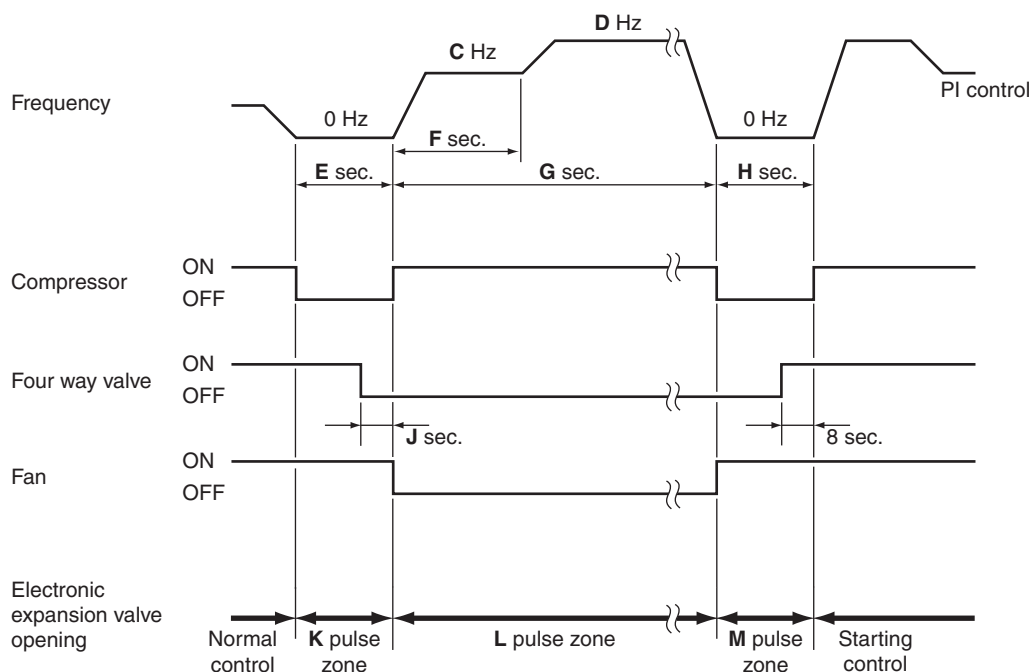 D Hz
C Hz
Frequency
PI control
0 Hz
0 Hz
F sec.
E sec.
G sec.
H sec.
ON
Compressor
OFF
ON
Four way valve
OFF
J sec.
8 sec.
ON
Fan
OFF
Electronic
expansion valve
opening
Normal
control
K pulse
zone
L pulse zone
M pulse
zone
Starting
control